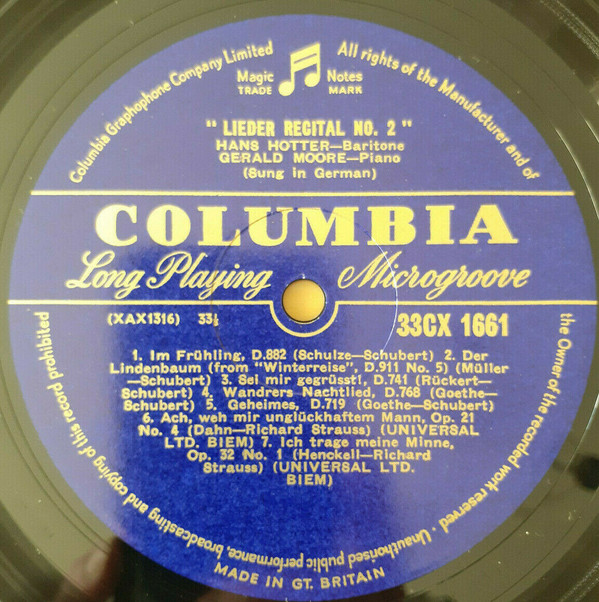 Columbia Graphophone Company Limited
All rights of the Manufacturer and of
the Owner of the recorded work reserved · Unauthorised public performance, broadcasting and copying of this record prohibited
Magic Notes
TRADE MARK
"LIEDER RECITAL NO. 2"
HANS HOTTER—Baritone
GERALD MOORE—Piano
(Sung in German)
COLUMBIA
Long Playing Microgroove
(XAX1316) 33⅓
33CX 1661
1. Im Frühling, D.882 (Schulze—Schubert) 2. Der
Lindenbaum (from "Winterreise", D.911 No. 5) (Müller
—Schubert) 3. Sei mir gegrüsst!, D.741 (Rückert—
Schubert) 4. Wandrers Nachtlied, D.768 (Goethe—
Schubert) 5. Geheimes, D.719 (Goethe—Schubert)
6. Ach, weh mir unglückhaftem Mann, Op. 21
No. 4 (Dahn—Richard Strauss) (UNIVERSAL
LTD. BIEM) 7. Ich trage meine Minne,
Op. 32 No. 1 (Henckell—Richard
Strauss) (UNIVERSAL LTD.
BIEM)
MADE IN GT. BRITAIN